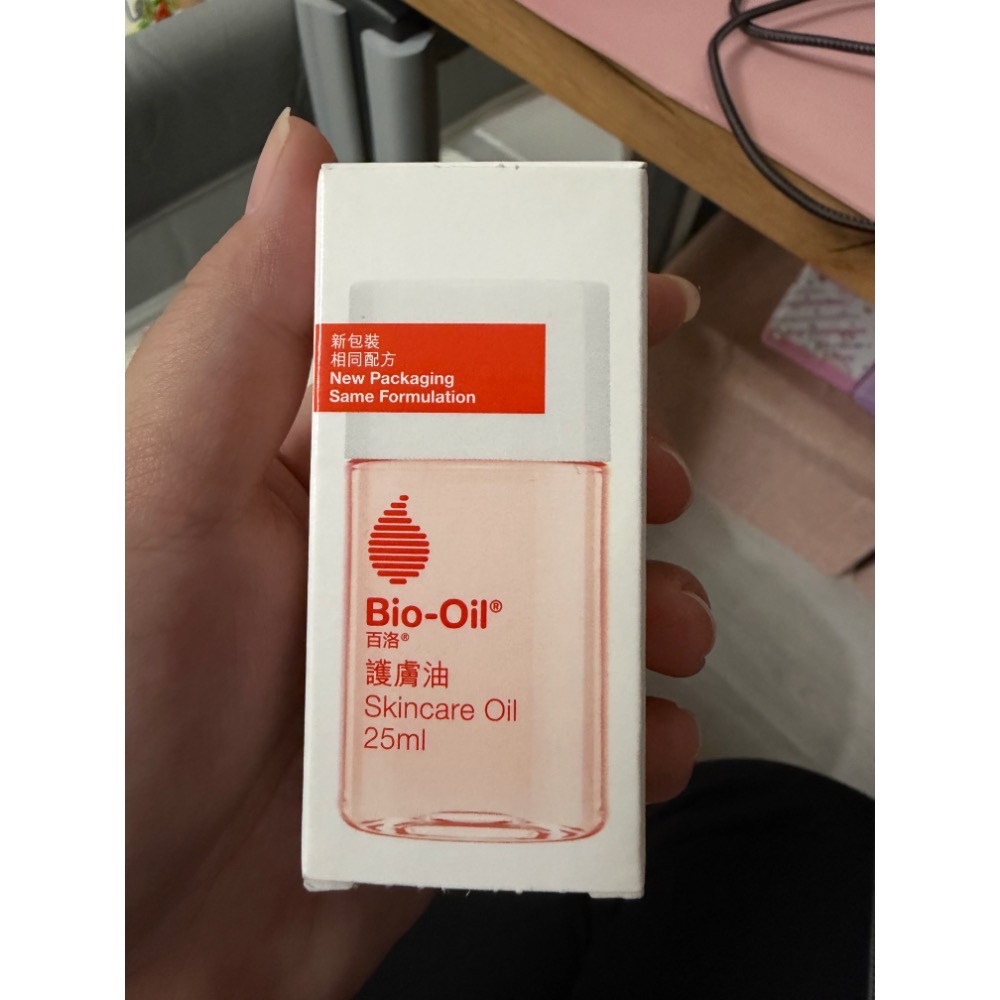 新包裝
相同配方
New Packaging
Same Formulation
Bio-Oil®
百洛®
護膚油
Skincare Oil
25ml